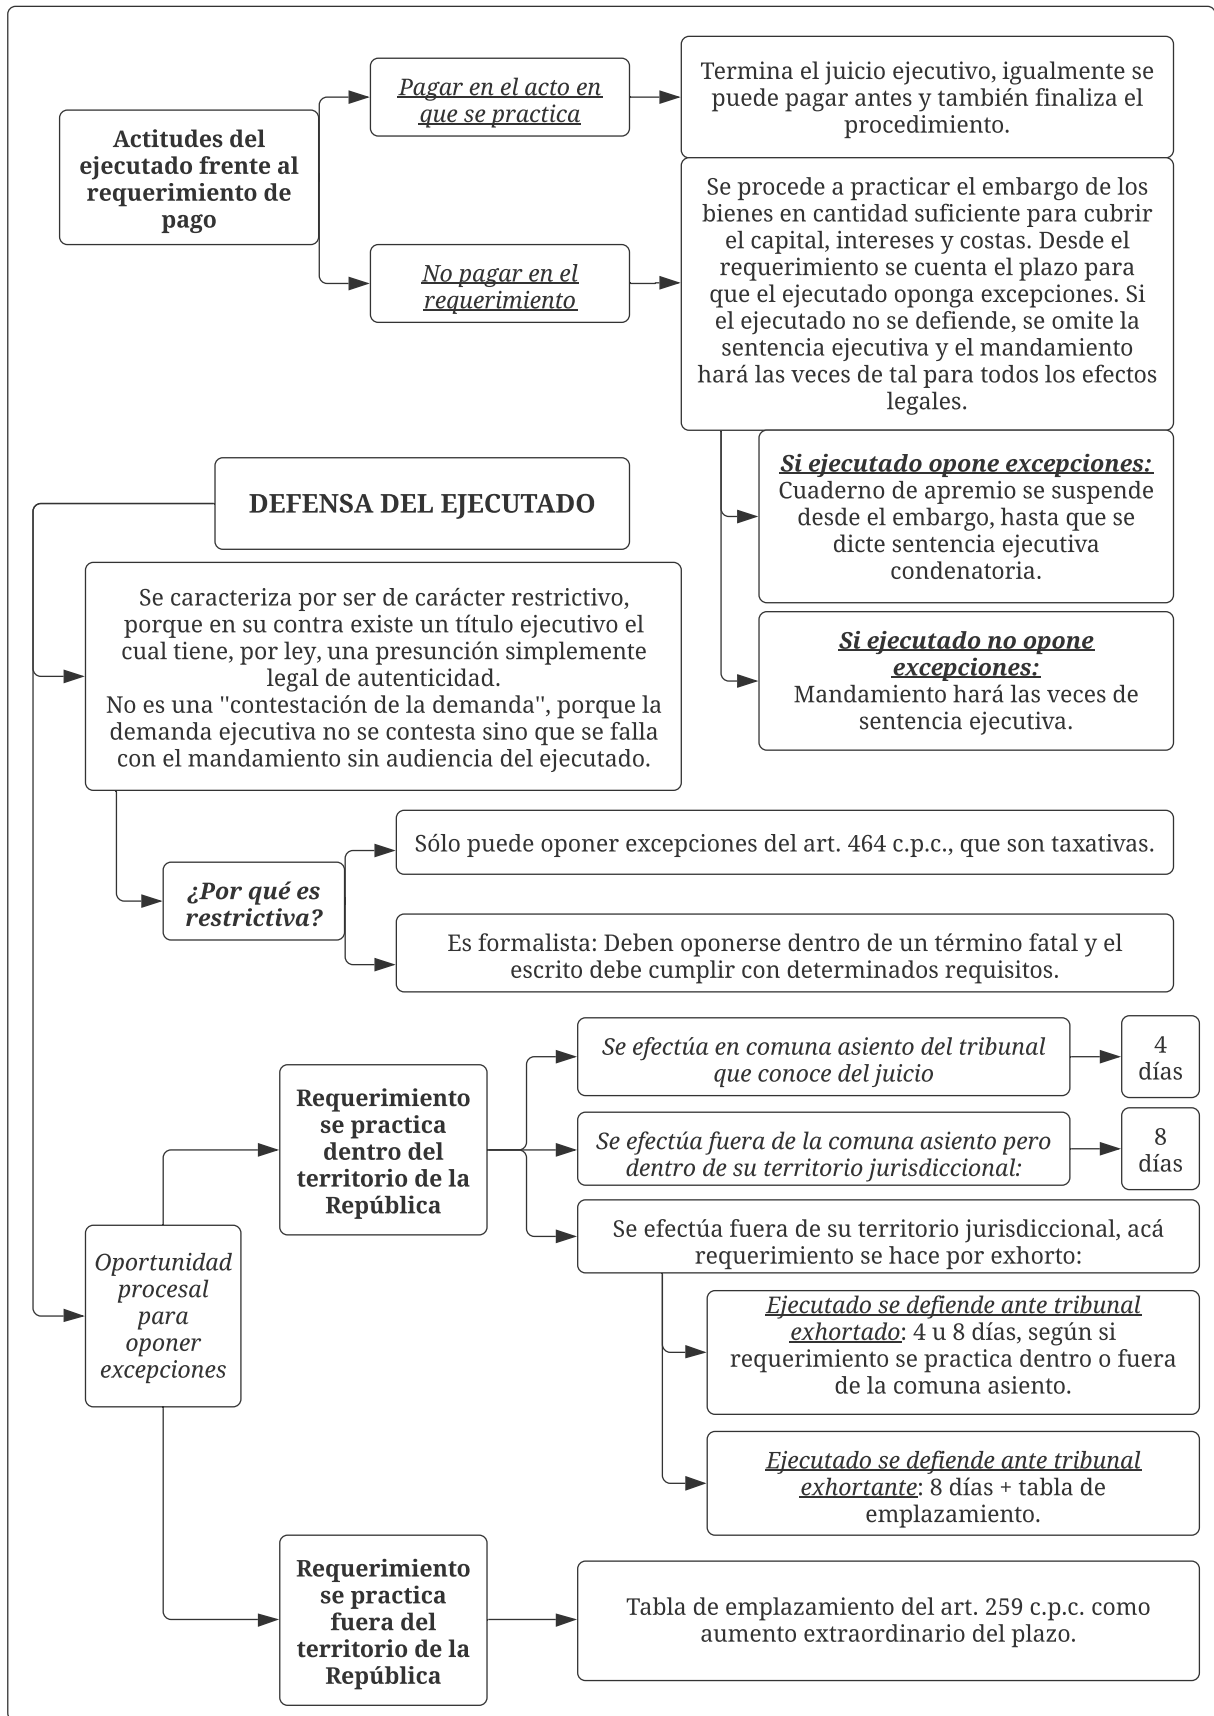 Actitudes del
ejecutado frente al
requerimiento de
pago
Pagar en el acto en
que se practica
Termina el juicio ejecutivo, igualmente se
puede pagar antes y también finaliza el
procedimiento.
No pagar en el
requerimiento
Se procede a practicar el embargo de los
bienes en cantidad suficiente para cubrir
el capital, intereses y costas. Desde el
requerimiento se cuenta el plazo para
que el ejecutado oponga excepciones. Si
el ejecutado no se defiende, se omite la
sentencia ejecutiva y el mandamiento
hará las veces de tal para todos los efectos
legales.
Si ejecutado opone excepciones:
Cuaderno de apremio se suspende
desde el embargo, hasta que se
dicte sentencia ejecutiva
condenatoria.
Si ejecutado no opone
excepciones:
Mandamiento hará las veces de
sentencia ejecutiva.
DEFENSA DEL EJECUTADO
Se caracteriza por ser de carácter restrictivo,
porque en su contra existe un título ejecutivo el
cual tiene, por ley, una presunción simplemente
legal de autenticidad.
No es una "contestación de la demanda", porque la
demanda ejecutiva no se contesta sino que se falla
con el mandamiento sin audiencia del ejecutado.
¿Por qué es
restrictiva?
Sólo puede oponer excepciones del art. 464 c.p.c., que son taxativas.
Es formalista: Deben oponerse dentro de un término fatal y el
escrito debe cumplir con determinados requisitos.
Oportunidad
procesal
para
oponer
excepciones
Requerimiento
se practica
dentro del
territorio de la
República
Se efectúa en comuna asiento del tribunal
que conoce del juicio
4
días
Se efectúa fuera de la comuna asiento pero
dentro de su territorio jurisdiccional:
8
días
Se efectúa fuera de su territorio jurisdiccional, acá
requerimiento se hace por exhorto:
Ejecutado se defiende ante tribunal
exhortado: 4 u 8 días, según si
requerimiento se practica dentro o fuera
de la comuna asiento.
Ejecutado se defiende ante tribunal
exhortante: 8 días + tabla de
emplazamiento.
Requerimiento
se practica
fuera del
territorio de la
República
Tabla de emplazamiento del art. 259 c.p.c. como
aumento extraordinario del plazo.